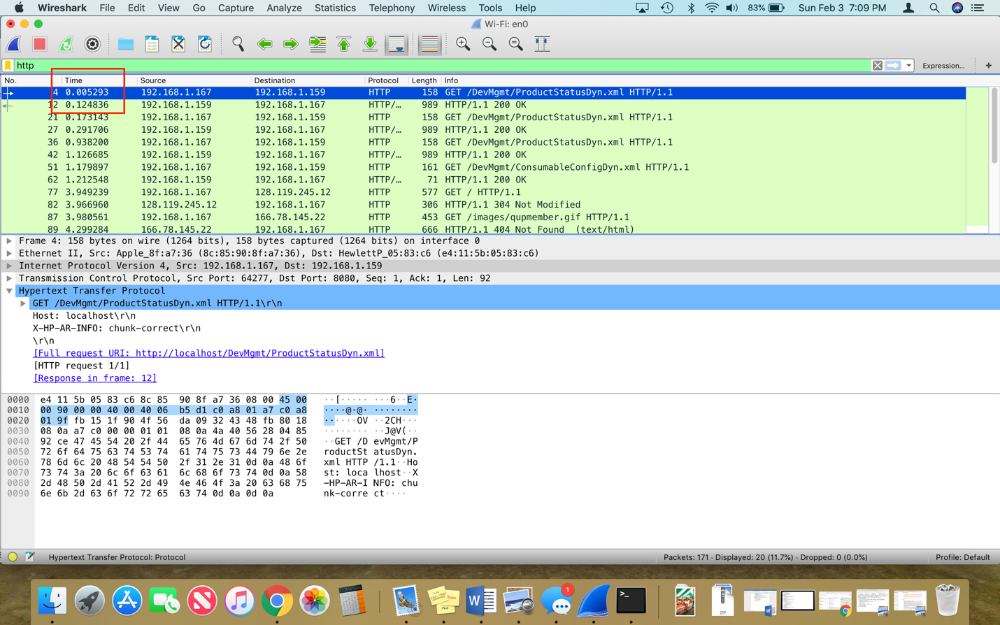 Wireshark File Edit View Go Capture Analyze Statistics Telephony Wireless Tools Help 83% Sun Feb 3 7:09 PM
Wi-Fi: en0
http Expression... +
No. Time Source Destination Protocol Length Info
4 0.005293 192.168.1.167 192.168.1.159 HTTP 158 GET /DevMgmt/ProductStatusDyn.xml HTTP/1.1
12 0.124836 192.168.1.159 192.168.1.167 HTTP/… 989 HTTP/1.1 200 OK
21 0.173143 192.168.1.167 192.168.1.159 HTTP 158 GET /DevMgmt/ProductStatusDyn.xml HTTP/1.1
27 0.291706 192.168.1.159 192.168.1.167 HTTP/… 989 HTTP/1.1 200 OK
36 0.938200 192.168.1.167 192.168.1.159 HTTP 158 GET /DevMgmt/ProductStatusDyn.xml HTTP/1.1
42 1.126685 192.168.1.159 192.168.1.167 HTTP/… 989 HTTP/1.1 200 OK
51 1.179897 192.168.1.167 192.168.1.159 HTTP 161 GET /DevMgmt/ConsumableConfigDyn.xml HTTP/1.1
62 1.212548 192.168.1.159 192.168.1.167 HTTP/… 71 HTTP/1.1 200 OK
77 3.949239 192.168.1.167 128.119.245.12 HTTP 577 GET / HTTP/1.1
82 3.966960 128.119.245.12 192.168.1.167 HTTP 306 HTTP/1.1 304 Not Modified
87 3.980561 192.168.1.167 166.78.145.22 HTTP 453 GET /images/qupmember.gif HTTP/1.1
89 4.299284 166.78.145.22 192.168.1.167 HTTP 666 HTTP/1.1 404 Not Found (text/html)
Frame 4: 158 bytes on wire (1264 bits), 158 bytes captured (1264 bits) on interface 0
Ethernet II, Src: Apple_8f:a7:36 (8c:85:90:8f:a7:36), Dst: HewlettP_05:83:c6 (e4:11:5b:05:83:c6)
Internet Protocol Version 4, Src: 192.168.1.167, Dst: 192.168.1.159
Transmission Control Protocol, Src Port: 64277, Dst Port: 8080, Seq: 1, Ack: 1, Len: 92
Hypertext Transfer Protocol
GET /DevMgmt/ProductStatusDyn.xml HTTP/1.1\r\n
Host: localhost\r\n
X-HP-AR-INFO: chunk-correct\r\n
\r\n
[Full request URI: http://localhost/DevMgmt/ProductStatusDyn.xml]
[HTTP request 1/1]
[Response in frame: 12]
0000 e4 11 5b 05 83 c6 8c 85 90 8f a7 36 08 00 45 00 ··[····· ···6··E·
0010 00 90 00 00 40 00 40 06 b5 d1 c0 a8 01 a7 c0 a8 ····@·@· ········
0020 01 9f fb 15 1f 90 4f 56 da 09 32 43 48 fb 80 18 ······OV ··2CH···
0030 08 0a a7 c0 00 00 01 01 08 0a 4a 40 56 28 04 85 ········ ··J@V(··
0040 92 ce 47 45 54 20 2f 44 65 76 4d 67 6d 74 2f 50 ··GET /D evMgmt/P
0050 72 6f 64 75 63 74 53 74 61 74 75 73 44 79 6e 2e roductSt atusDyn.
0060 78 6d 6c 20 48 54 54 50 2f 31 2e 31 0d 0a 48 6f xml HTTP /1.1··Ho
0070 73 74 3a 20 6c 6f 63 61 6c 68 6f 73 74 0d 0a 58 st: loca lhost··X
0080 2d 48 50 2d 41 52 2d 49 4e 46 4f 3a 20 63 68 75 -HP-AR-I NFO: chu
0090 6e 6b 2d 63 6f 72 72 65 63 74 0d 0a 0d 0a nk-corre ct····
Hypertext Transfer Protocol: Protocol Packets: 171 · Displayed: 20 (11.7%) · Dropped: 0 (0.0%) Profile: Default
1
>_
ZIP